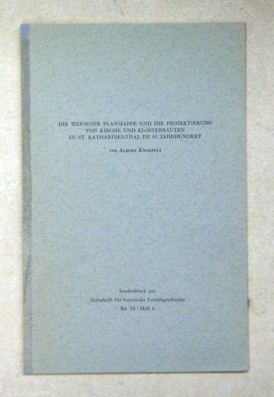 DIE WESSENER PLANMAPPE UND DIE PROJEKTIERUNG
VON KIRCHE UND KLOSTERBAUTEN
ZU ST. KATHARINENTHAL IM 18. JAHRHUNDERT
VON ALBERT KNOEPFLI
Sonderdruck aus
Zeitschrift für bayerische Landesgeschichte
Bd. 35 Heft 1